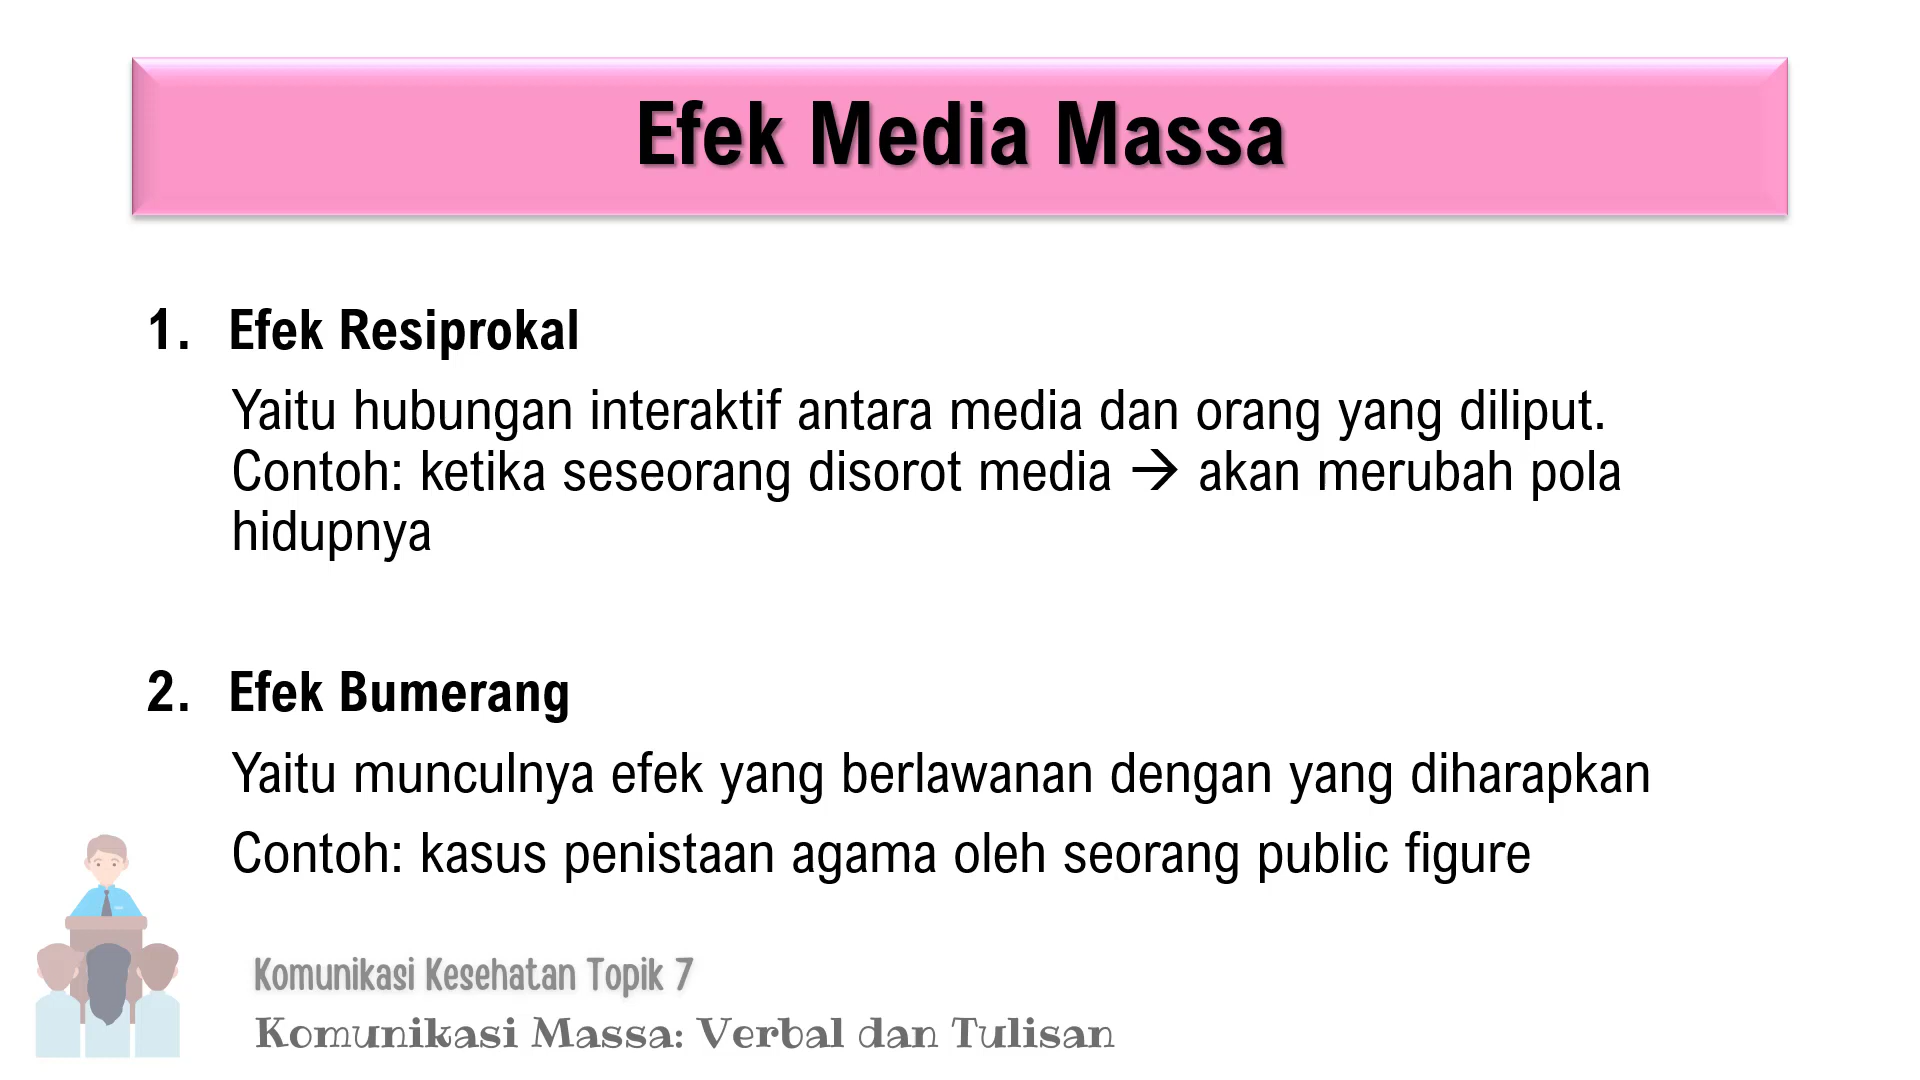 Efek Media Massa
1. Efek Resiprokal
Yaitu hubungan interaktif antara media dan orang yang diliput.
Contoh: ketika seseorang disorot media → akan merubah pola
hidupnya
2. Efek Bumerang
Yaitu munculnya efek yang berlawanan dengan yang diharapkan
Contoh: kasus penistaan agama oleh seorang public figure
Komunikasi Kesehatan Topik 7
Komunikasi Massa: Verbal dan Tulisan